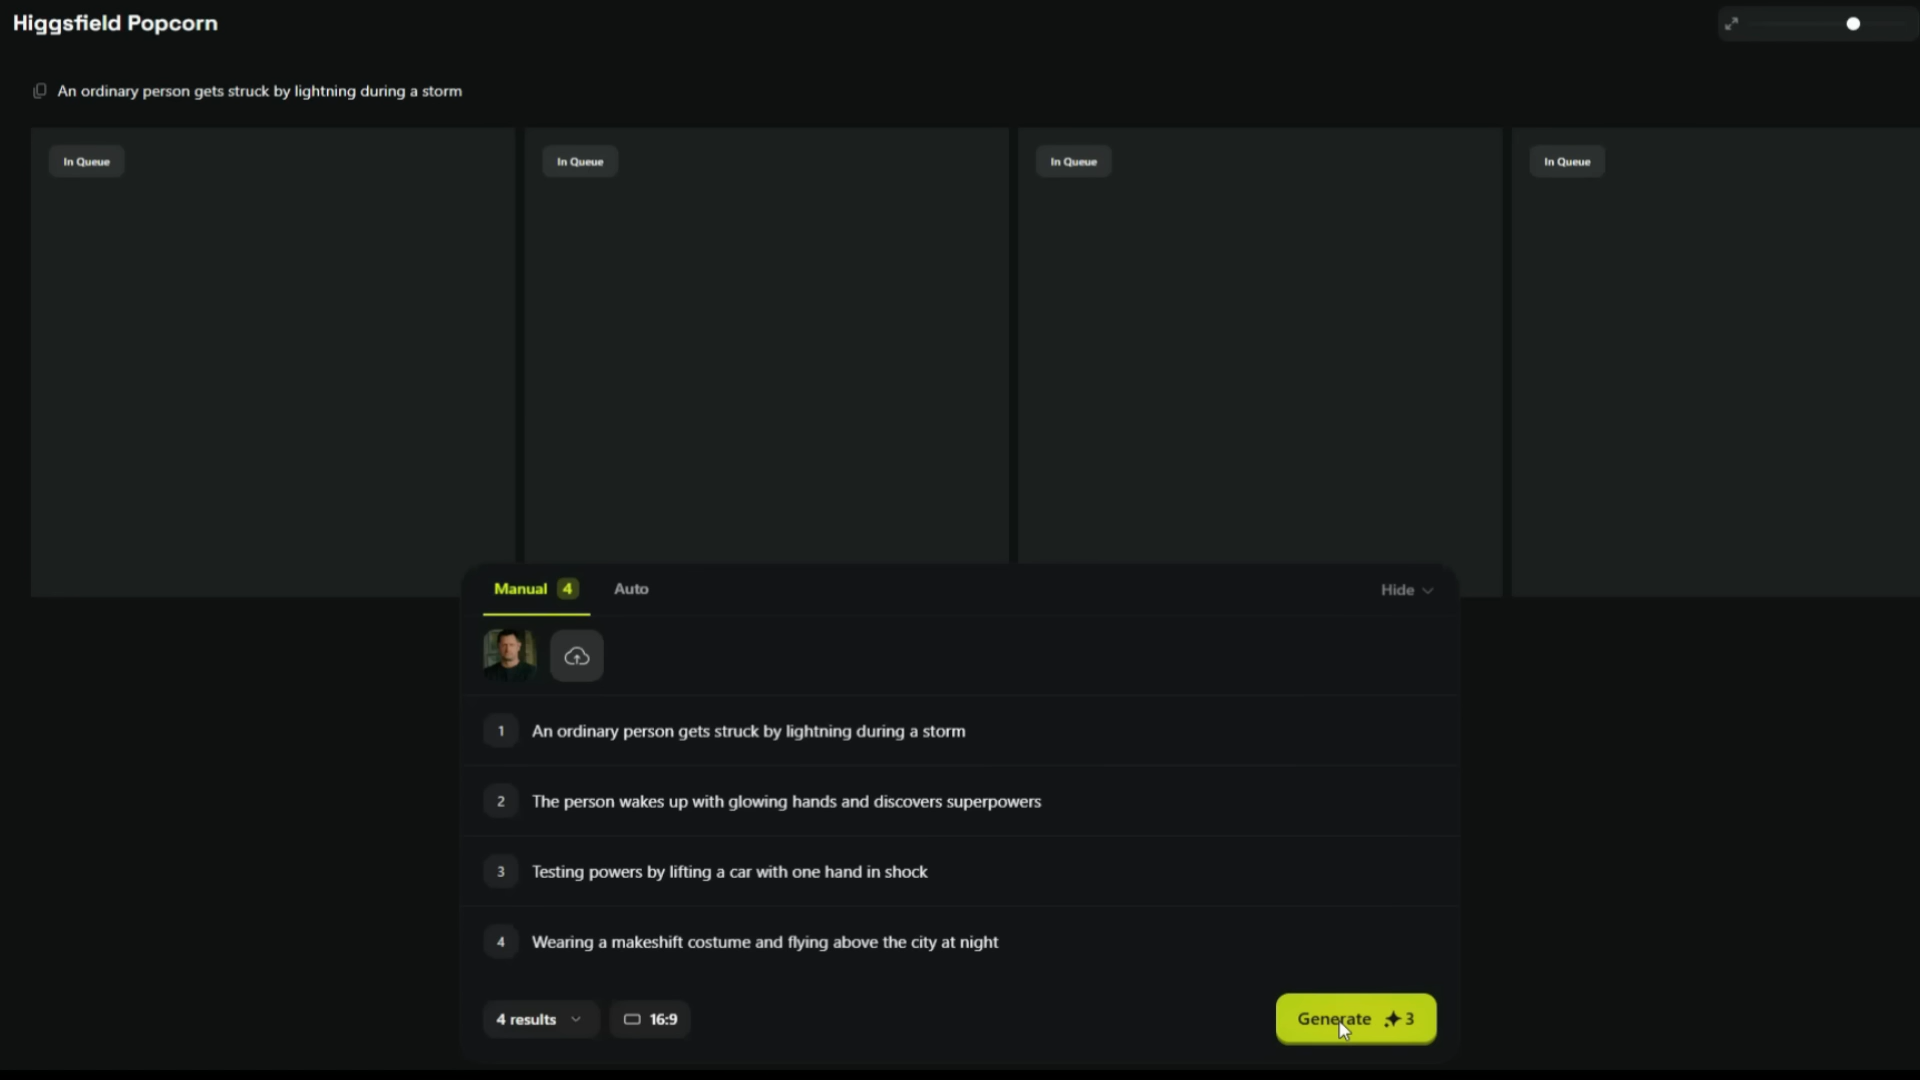 Higgsfield Popcorn
An ordinary person gets struck by lightning during a storm
In Queue
In Queue
In Queue
In Queue
Manual 4
Auto
Hide
1 An ordinary person gets struck by lightning during a storm
2 The person wakes up with glowing hands and discovers superpowers
3 Testing powers by lifting a car with one hand in shock
4 Wearing a makeshift costume and flying above the city at night
4 results
16:9
Generate 3